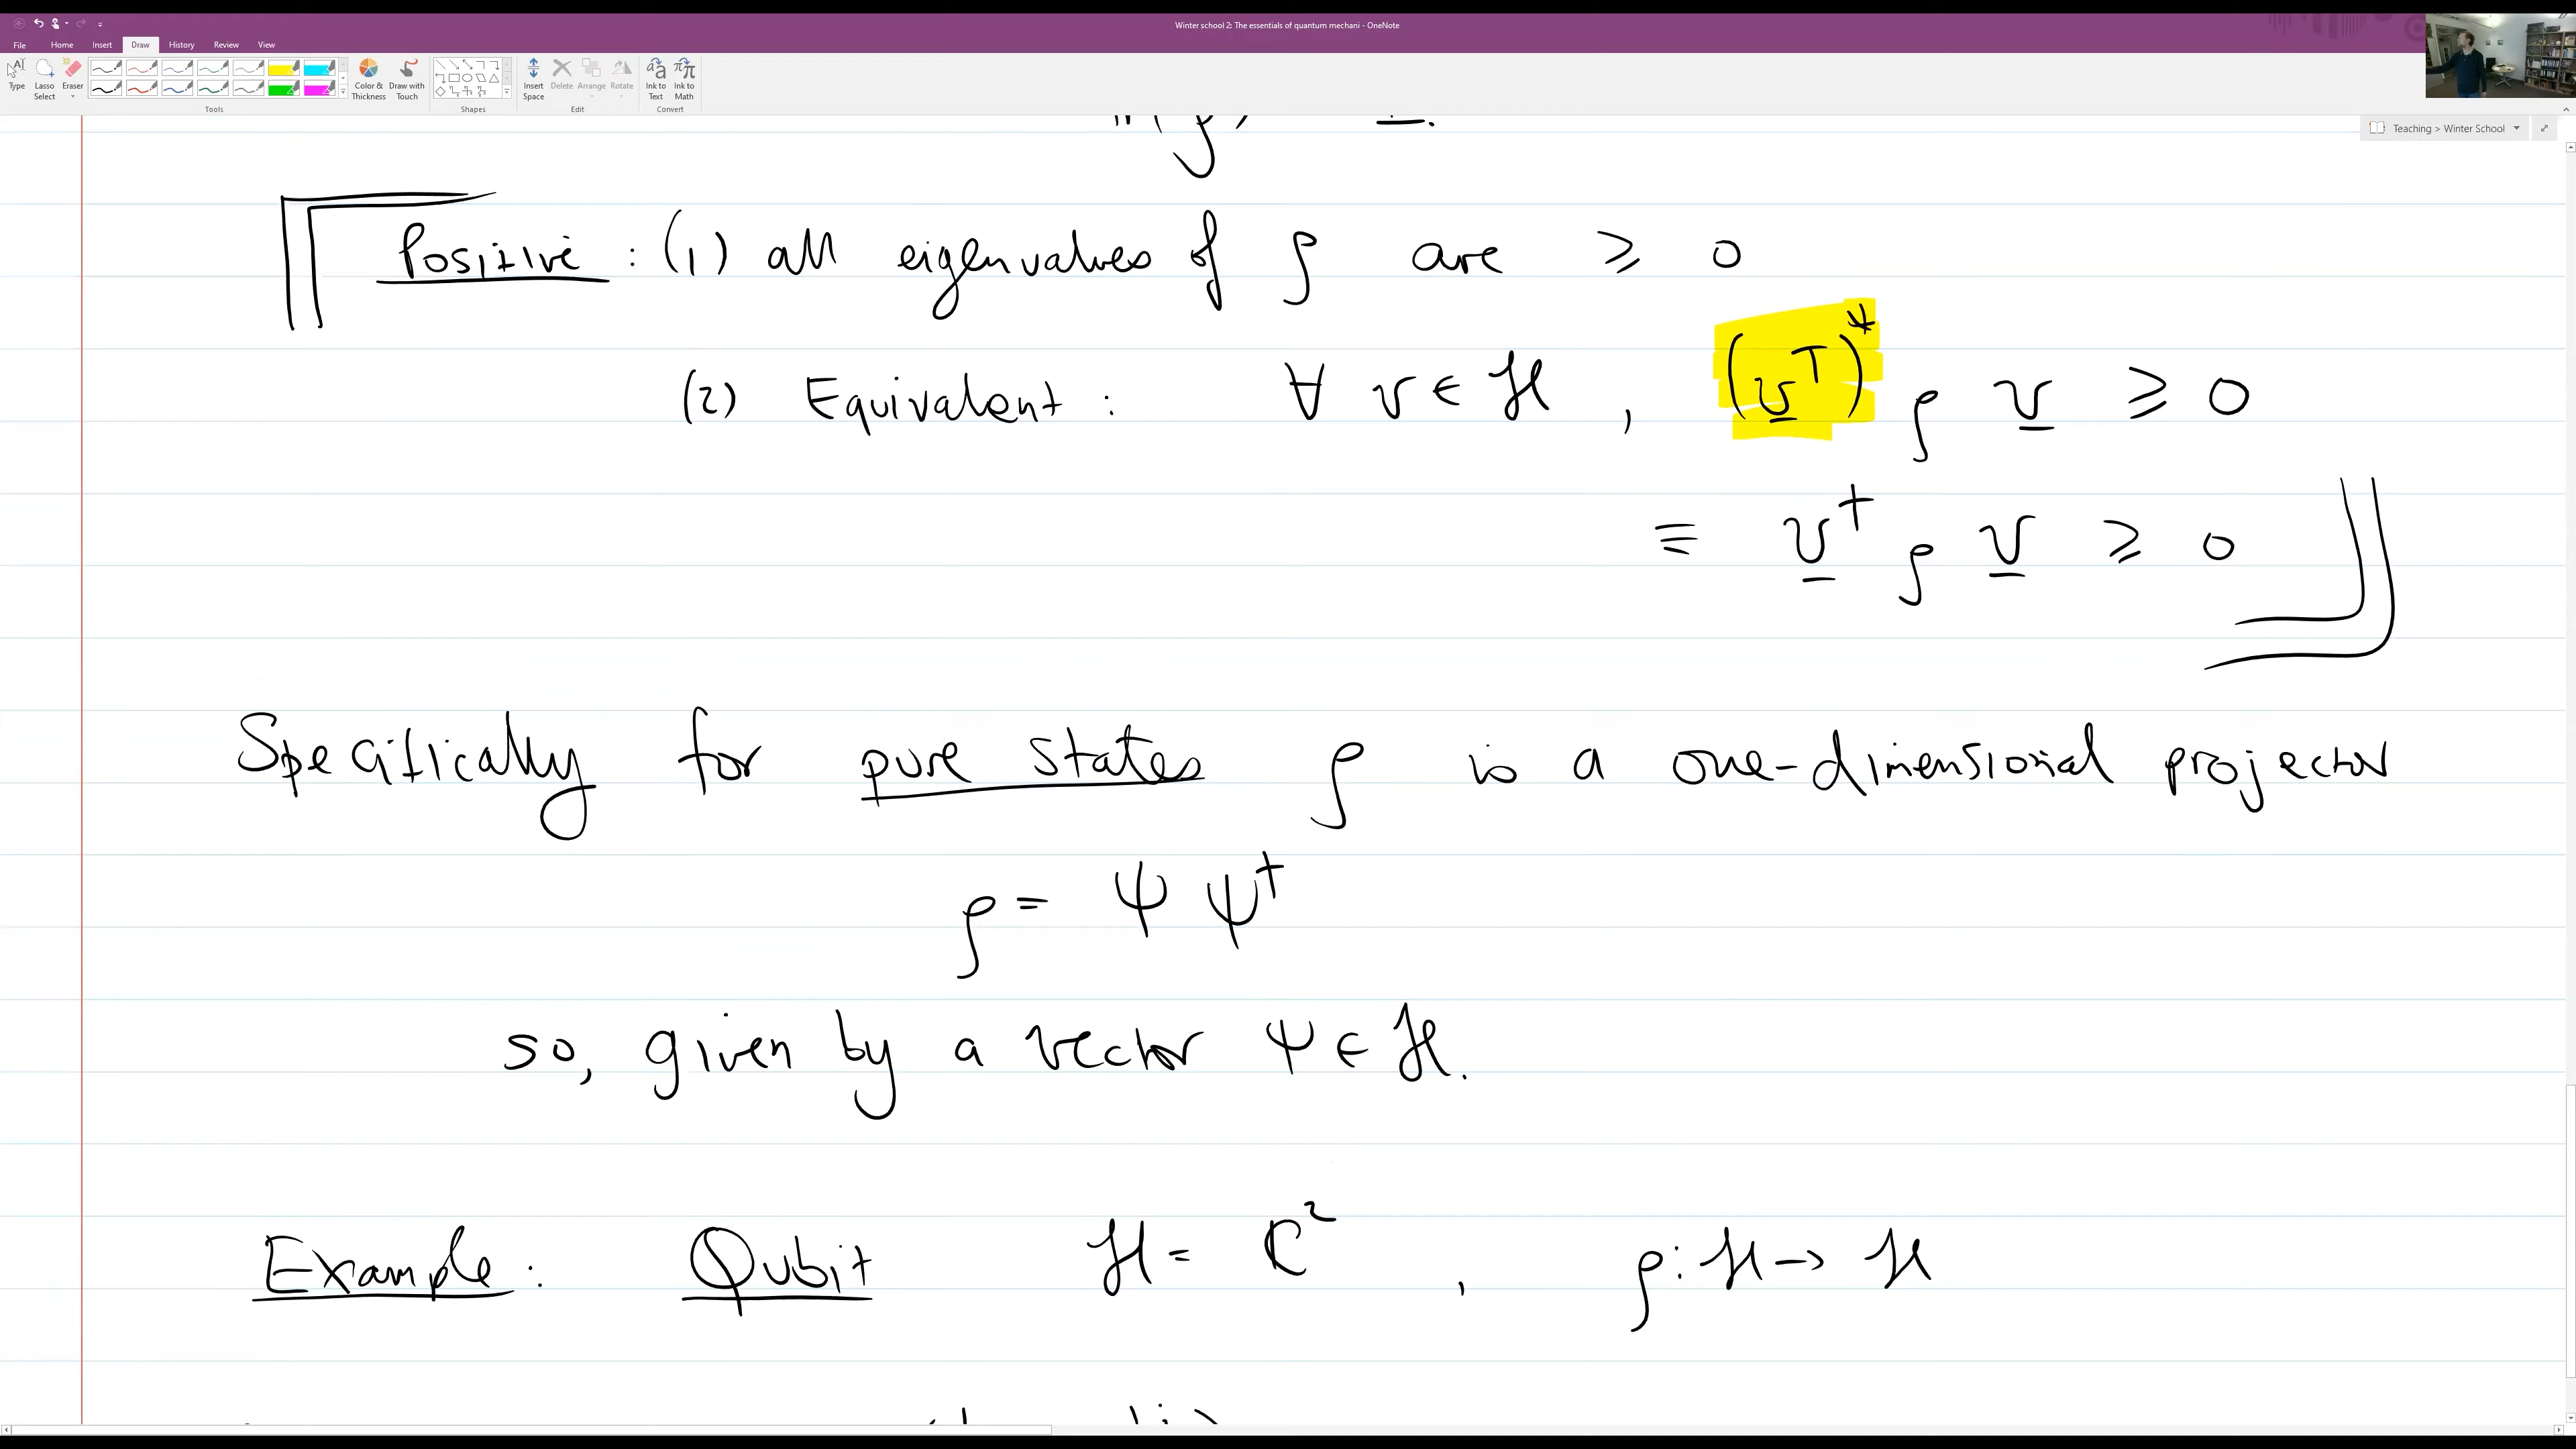 Winter school 2: The essentials of quantum mechani - OneNote
File Home Insert Draw History Review View
Type Lasso Select Eraser Color & Thickness Draw with Touch Insert Space Delete Arrange Rotate Ink to Text Ink to Math
Tools Shapes Edit Convert
Teaching > Winter School
Positive : (1) all eigenvalues of ρ are ⩾ 0
(2) Equivalent : ∀ v ∈ ℋ , (v^T)^* ρ v ⩾ 0
≡ v^† ρ v ⩾ 0
Specifically for pure states ρ is a one-dimensional projector
ρ = Ψ Ψ^†
so, given by a vector Ψ ∈ ℋ.
Example : Qubit ℋ = ℂ^2 , ρ : ℋ → ℋ